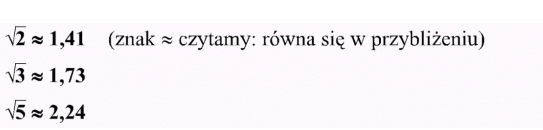 √2 ≈ 1,41 (znak ≈ czytamy: równa się w przybliżeniu)
√3 ≈ 1,73
√5 ≈ 2,24